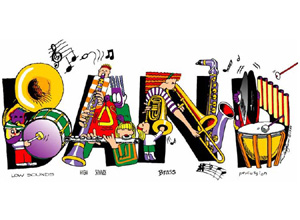 BAND
LOW SOUNDS
HIGH SOUNDS
Brass
percussion